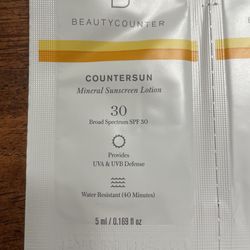 B
BEAUTYCOUNTER
COUNTERSUN
Mineral Sunscreen Lotion
30
Broad Spectrum SPF 30
Provides
UVA & UVB Defense
Water Resistant (40 Minutes)
5 ml / 0.169 fl oz